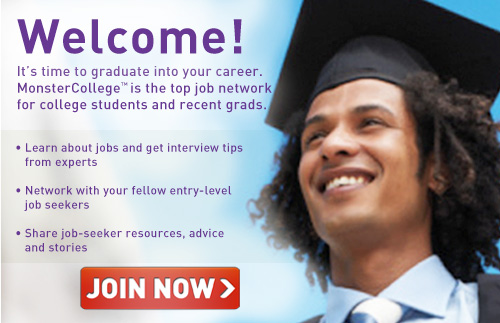 Welcome!
It's time to graduate into your career.
MonsterCollege™ is the top job network
for college students and recent grads.
• Learn about jobs and get interview tips
from experts
• Network with your fellow entry-level
job seekers
• Share job-seeker resources, advice
and stories
JOIN NOW >